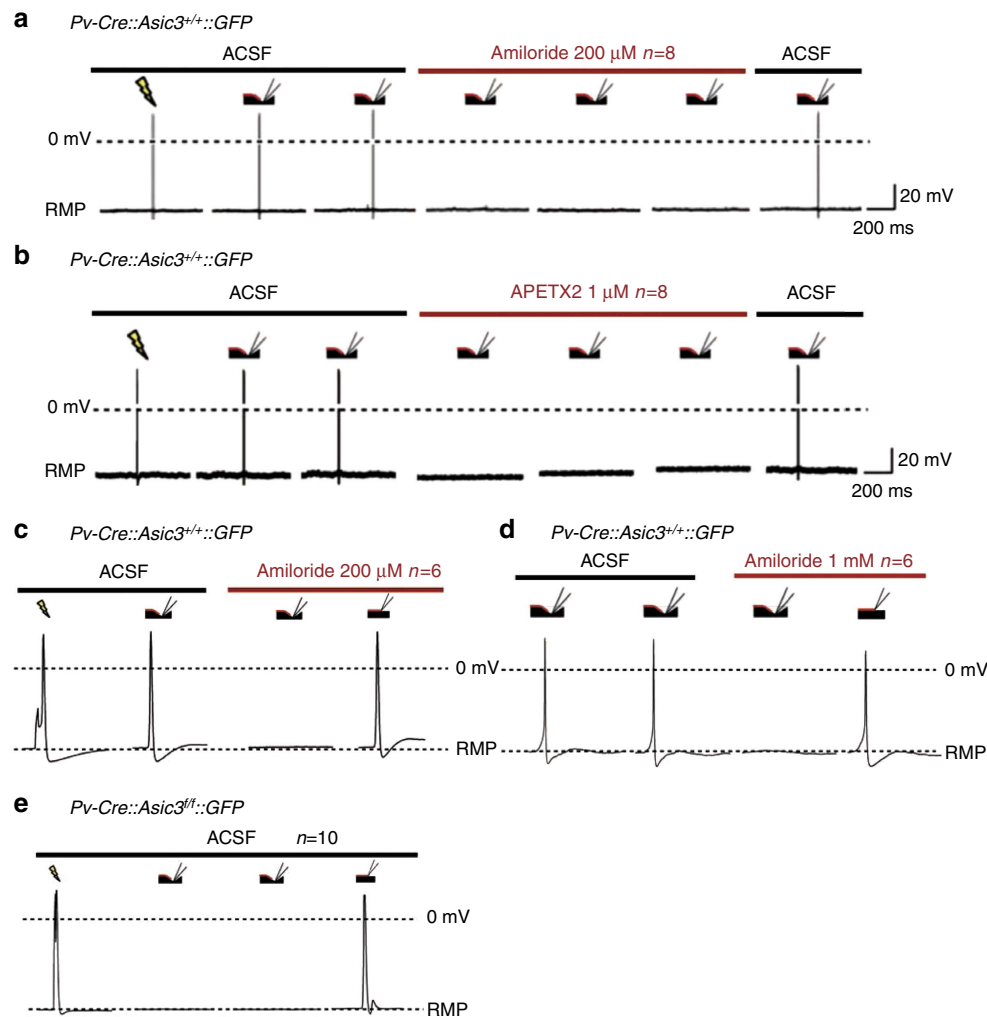 a Pv-Cre::Asic3+/+::GFP
ACSF Amiloride 200 μM n=8 ACSF
0 mV
RMP
20 mV
200 ms
b Pv-Cre::Asic3+/+::GFP
ACSF APETX2 1 μM n=8 ACSF
0 mV
RMP
20 mV
200 ms
c Pv-Cre::Asic3+/+::GFP
ACSF Amiloride 200 μM n=6
0 mV
RMP
d Pv-Cre::Asic3+/+::GFP
ACSF Amiloride 1 mM n=6
0 mV
RMP
e Pv-Cre::Asic3f/f::GFP
ACSF n=10
0 mV
RMP